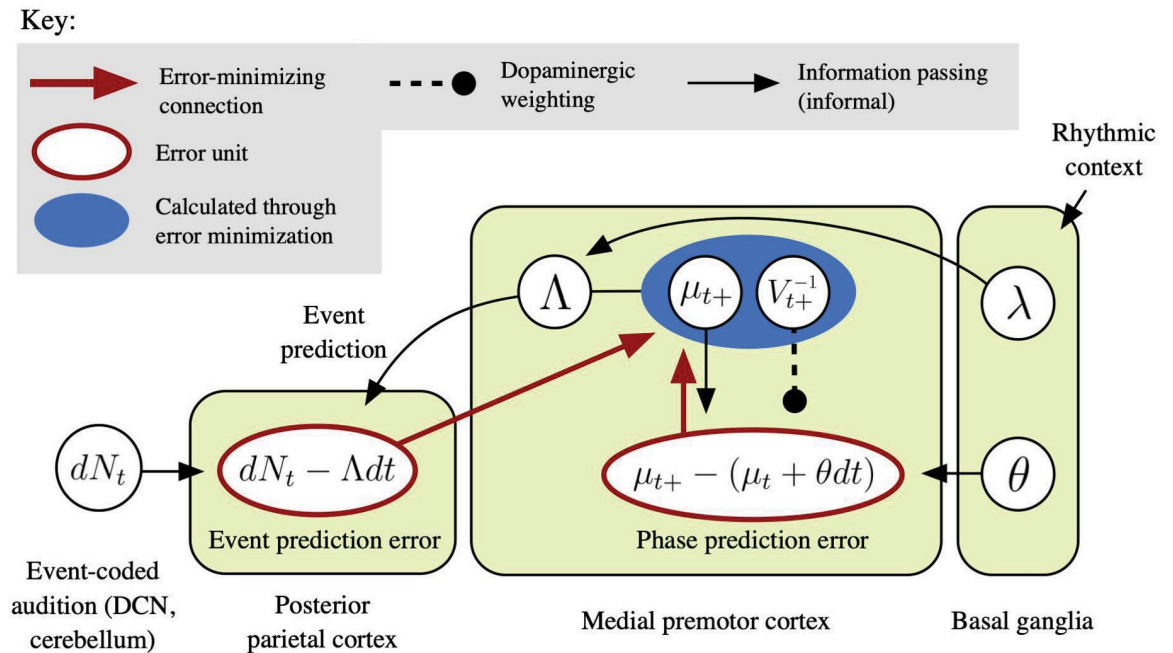 Key:
Error-minimizing
connection
Dopaminergic
weighting
Information passing
(informal)
Error unit
Calculated through
error minimization
Rhythmic
context
Λ
μₜ₊
Vₜ₊⁻¹
λ
Event
prediction
dNₜ
dNₜ − Λdt
μₜ₊ − (μₜ + θdt)
θ
Event prediction error
Phase prediction error
Event-coded
audition (DCN,
cerebellum)
Posterior
parietal cortex
Medial premotor cortex
Basal ganglia